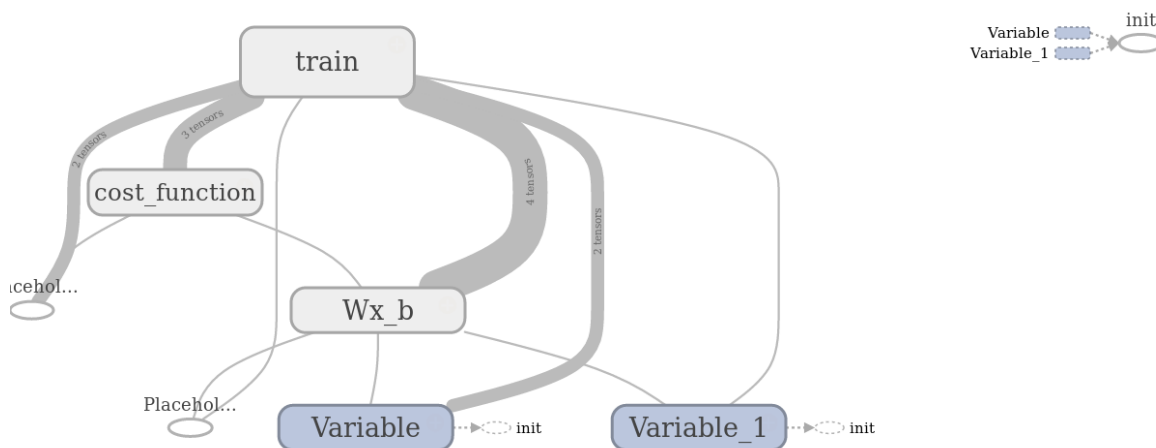 init
Variable
Variable_1
train
3 tensors
2 tensors
4 tensors
cost_function
2 tensors
acehol...
Wx_b
Placehol...
Variable
init
Variable_1
init